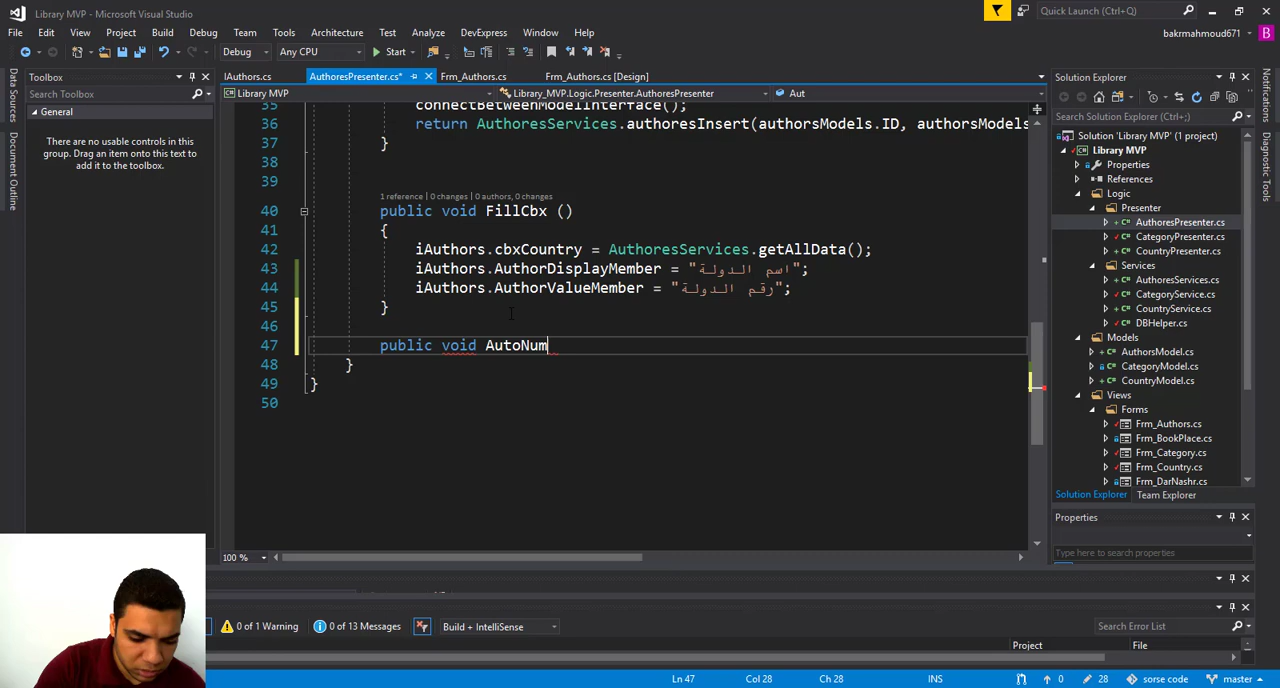 Library MVP - Microsoft Visual Studio
Quick Launch (Ctrl+Q)
File Edit View Project Build Debug Team Tools Architecture Test Analyze DevExpress Window Help
bakrmahmoud671 B
Debug Any CPU Start
Data Sources
Document Outline
Toolbox
Search Toolbox
General
There are no usable controls in this
group. Drag an item onto this text to
add it to the toolbox.
IAuthors.cs AuthoresPresenter.cs* Frm_Authors.cs Frm_Authors.cs [Design]
Library MVP Library_MVP.Logic.Presenter.AuthoresPresenter Aut
35 connectBetweenModelInterface();
36 return AuthoresServices.authoresInsert(authorsModels.ID, authorsModels
37 }
38
39
1 reference | 0 changes | 0 authors, 0 changes
40 public void FillCbx ()
41 {
42 iAuthors.cbxCountry = AuthoresServices.getAllData();
43 iAuthors.AuthorDisplayMember = "اسم الدولة";
44 iAuthors.AuthorValueMember = "رقم الدولة";
45 }
46
47 public void AutoNum
48 }
49 }
50
100 %
Solution Explorer
Search Solution Explorer (Ctrl+;)
Solution 'Library MVP' (1 project)
Library MVP
Properties
References
Logic
Presenter
AuthoresPresenter.cs
CategoryPresenter.cs
CountryPresenter.cs
Services
AuthoresServices.cs
CategoryService.cs
CountryService.cs
DBHelper.cs
Models
AuthorsModel.cs
CategoryModel.cs
CountryModel.cs
Views
Forms
Frm_Authors.cs
Frm_BookPlace.cs
Frm_Category.cs
Frm_Country.cs
Frm_DarNashr.cs
Solution Explorer Team Explorer
Properties
Type here to search properties
Diagnostic Tools
0 of 1 Warning 0 of 13 Messages Build + IntelliSense
Search Error List
Project File
Ln 47 Col 28 Ch 28 INS 0 28 sorse code master